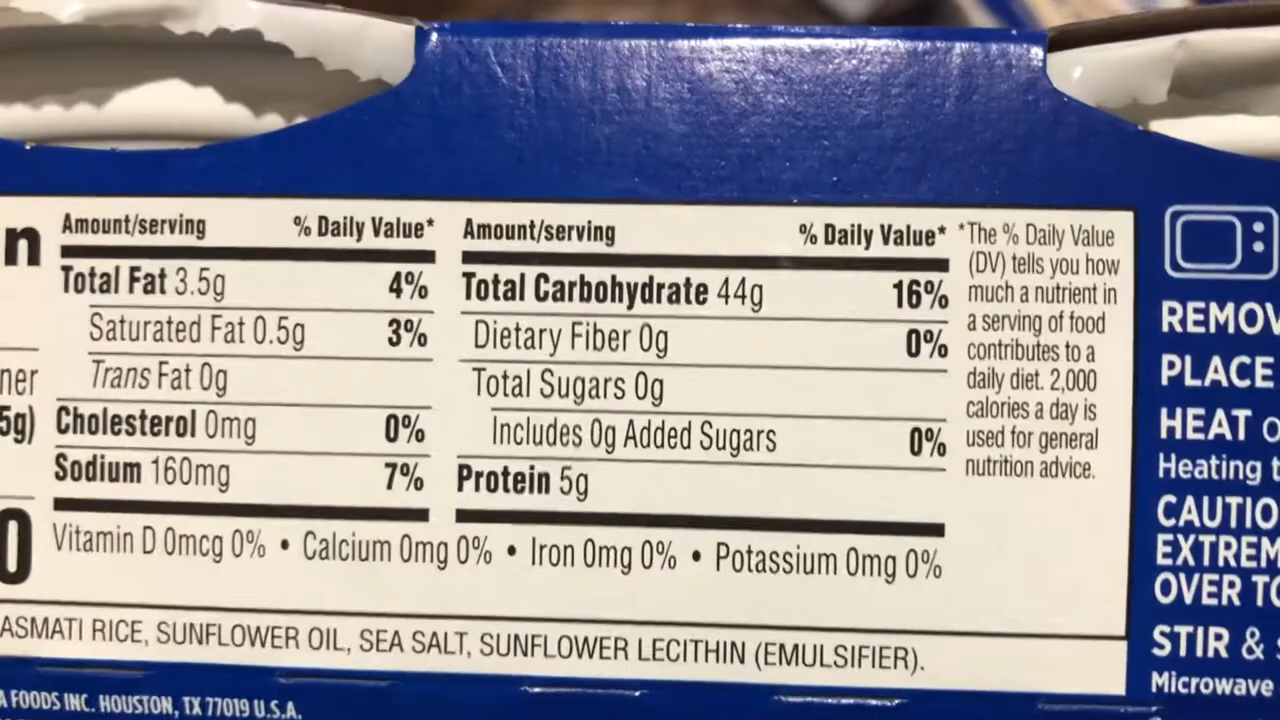 n
ner
5g)
0
Amount/serving % Daily Value*
Total Fat 3.5g 4%
Saturated Fat 0.5g 3%
Trans Fat 0g
Cholesterol 0mg 0%
Sodium 160mg 7%
Amount/serving % Daily Value*
Total Carbohydrate 44g 16%
Dietary Fiber 0g 0%
Total Sugars 0g
Includes 0g Added Sugars 0%
Protein 5g
Vitamin D 0mcg 0% • Calcium 0mg 0% • Iron 0mg 0% • Potassium 0mg 0%
*The % Daily Value
(DV) tells you how
much a nutrient in
a serving of food
contributes to a
daily diet. 2,000
calories a day is
used for general
nutrition advice.
ASMATI RICE, SUNFLOWER OIL, SEA SALT, SUNFLOWER LECITHIN (EMULSIFIER).
A FOODS INC. HOUSTON, TX 77019 U.S.A.
REMOV
PLACE
HEAT
Heating
CAUTIO
EXTREM
OVER TO
STIR &
Microwave